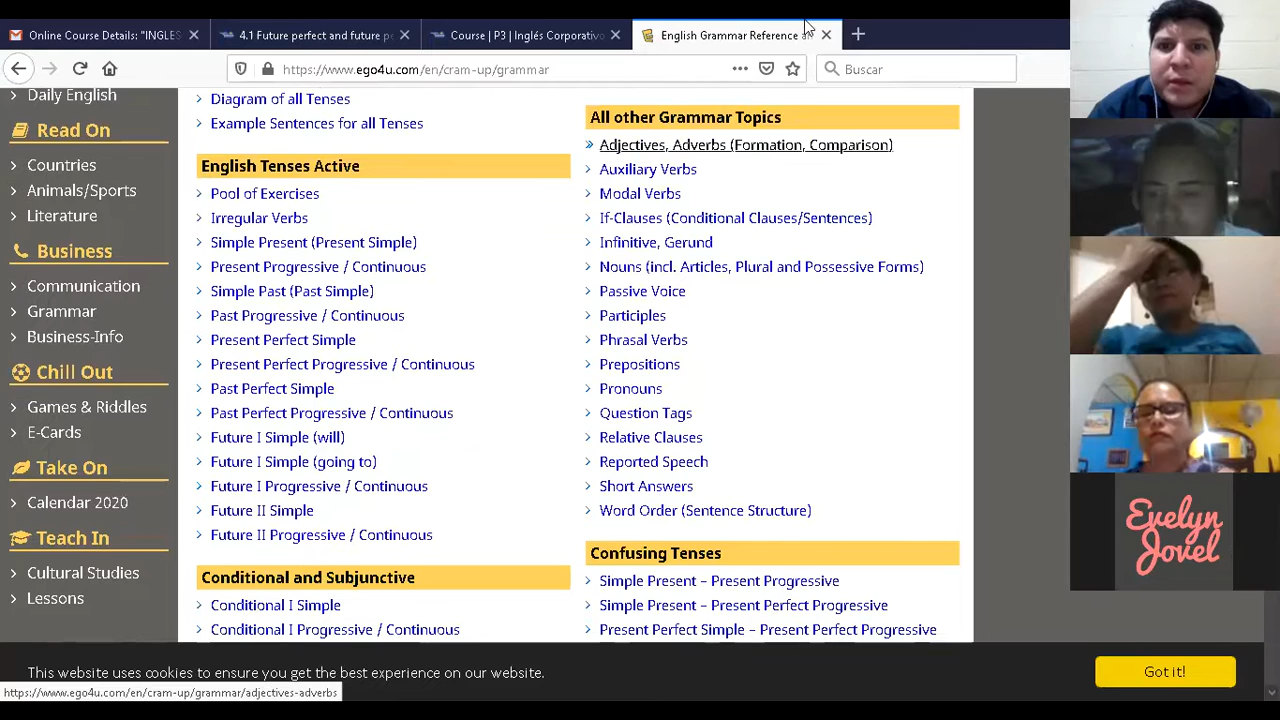 Online Course Details: "INGLES
4.1 Future perfect and future p
Course | P3 | Inglés Corporativo
English Grammar Reference a
https://www.ego4u.com/en/cram-up/grammar
Buscar
Daily English
Read On
Countries
Animals/Sports
Literature
Business
Communication
Grammar
Business-Info
Chill Out
Games & Riddles
E-Cards
Take On
Calendar 2020
Teach In
Cultural Studies
Lessons
Diagram of all Tenses
Example Sentences for all Tenses
English Tenses Active
Pool of Exercises
Irregular Verbs
Simple Present (Present Simple)
Present Progressive / Continuous
Simple Past (Past Simple)
Past Progressive / Continuous
Present Perfect Simple
Present Perfect Progressive / Continuous
Past Perfect Simple
Past Perfect Progressive / Continuous
Future I Simple (will)
Future I Simple (going to)
Future I Progressive / Continuous
Future II Simple
Future II Progressive / Continuous
Conditional and Subjunctive
Conditional I Simple
Conditional I Progressive / Continuous
All other Grammar Topics
Adjectives, Adverbs (Formation, Comparison)
Auxiliary Verbs
Modal Verbs
If-Clauses (Conditional Clauses/Sentences)
Infinitive, Gerund
Nouns (incl. Articles, Plural and Possessive Forms)
Passive Voice
Participles
Phrasal Verbs
Prepositions
Pronouns
Question Tags
Relative Clauses
Reported Speech
Short Answers
Word Order (Sentence Structure)
Confusing Tenses
Simple Present – Present Progressive
Simple Present – Present Perfect Progressive
Present Perfect Simple – Present Perfect Progressive
This website uses cookies to ensure you get the best experience on our website.
Got it!
https://www.ego4u.com/en/cram-up/grammar/adjectives-adverbs
Evelyn
Jovel